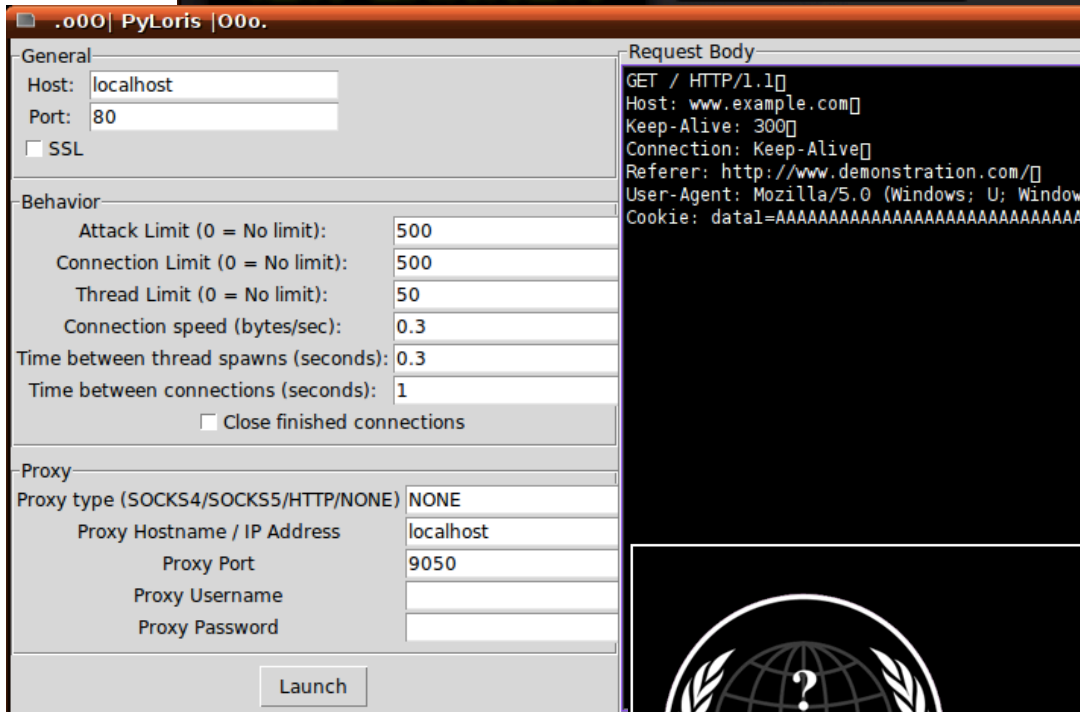 .o0O| PyLoris |O0o.
General
Host: localhost
Port: 80
SSL
Behavior
Attack Limit (0 = No limit): 500
Connection Limit (0 = No limit): 500
Thread Limit (0 = No limit): 50
Connection speed (bytes/sec): 0.3
Time between thread spawns (seconds): 0.3
Time between connections (seconds): 1
Close finished connections
Proxy
Proxy type (SOCKS4/SOCKS5/HTTP/NONE) NONE
Proxy Hostname / IP Address localhost
Proxy Port 9050
Proxy Username
Proxy Password
Launch
Request Body
GET / HTTP/1.1
Host: www.example.com
Keep-Alive: 300
Connection: Keep-Alive
Referer: http://www.demonstration.com/
User-Agent: Mozilla/5.0 (Windows; U; Window
Cookie: data1=AAAAAAAAAAAAAAAAAAAAAAAAAAAAA
?